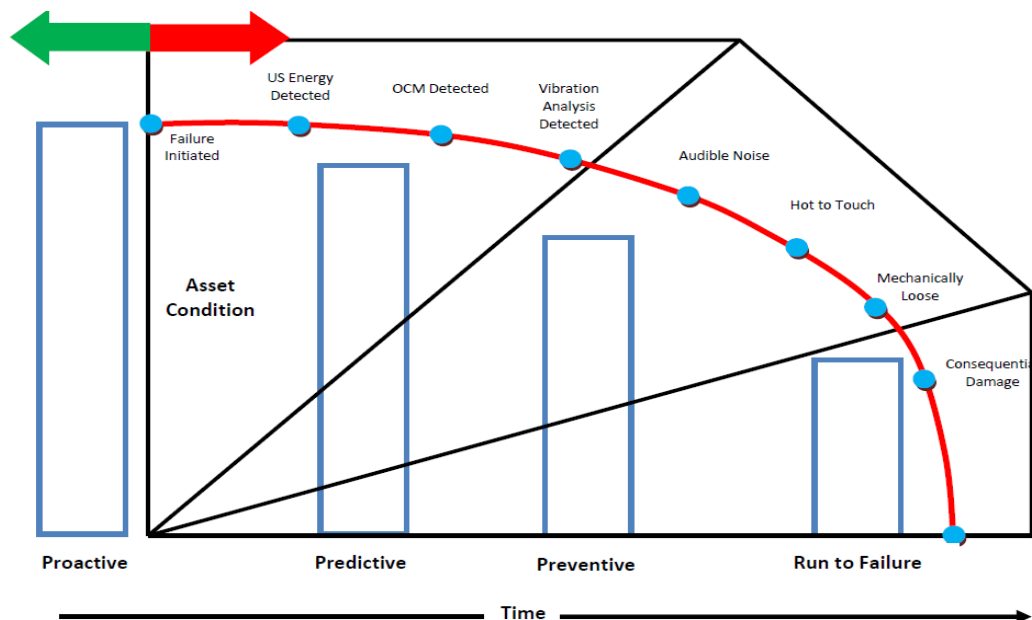 US Energy
Detected
OCM Detected
Vibration
Analysis
Detected
Failure
Initiated
Audible Noise
Hot to Touch
Mechanically
Loose
Asset
Condition
Consequentia
Damage
Proactive
Predictive
Preventive
Run to Failure
Time